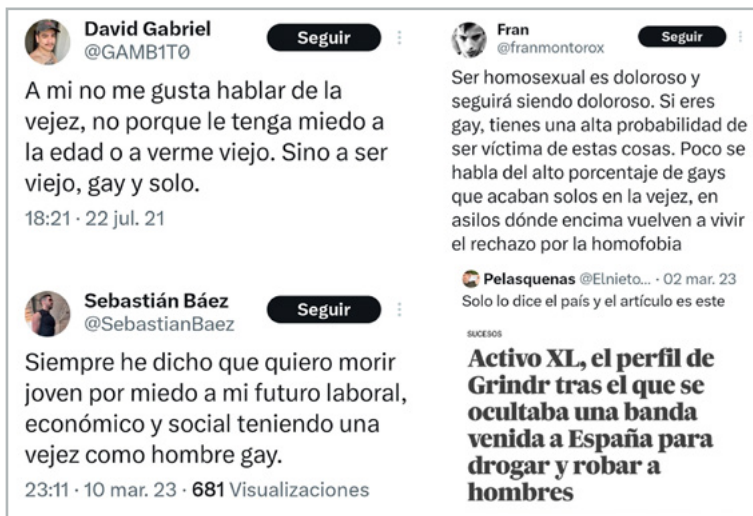 David Gabriel
@GAMB1T0
Seguir
A mi no me gusta hablar de la
vejez, no porque le tenga miedo a
la edad o a verme viejo. Sino a ser
viejo, gay y solo.
18:21 · 22 jul. 21
Sebastián Báez
@SebastianBaez
Seguir
Siempre he dicho que quiero morir
joven por miedo a mi futuro laboral,
económico y social teniendo una
vejez como hombre gay.
23:11 · 10 mar. 23 · 681 Visualizaciones
Fran
@franmontorox
Seguir
Ser homosexual es doloroso y
seguirá siendo doloroso. Si eres
gay, tienes una alta probabilidad de
ser víctima de estas cosas. Poco se
habla del alto porcentaje de gays
que acaban solos en la vejez, en
asilos dónde encima vuelven a vivir
el rechazo por la homofobia
Pelasquenas @Elnieto... · 02 mar. 23
Solo lo dice el país y el artículo es este
SUCESOS
Activo XL, el perfil de
Grindr tras el que se
ocultaba una banda
venida a España para
drogar y robar a
hombres